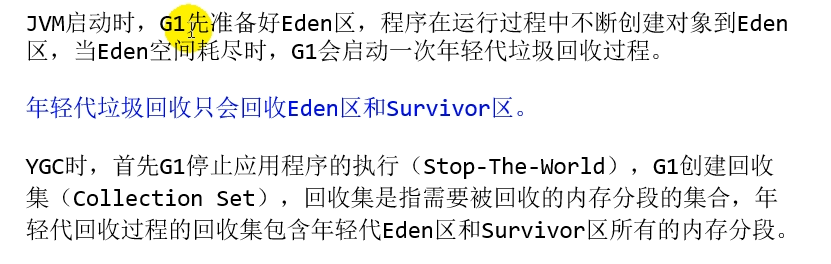 JVM启动时，G1先准备好Eden区，程序在运行过程中不断创建对象到Eden
区，当Eden空间耗尽时，G1会启动一次年轻代垃圾回收过程。
年轻代垃圾回收只会回收Eden区和Survivor区。
YGC时，首先G1停止应用程序的执行（Stop-The-World），G1创建回收
集（Collection Set），回收集是指需要被回收的内存分段的集合，年
轻代回收过程的回收集包含年轻代Eden区和Survivor区所有的内存分段。